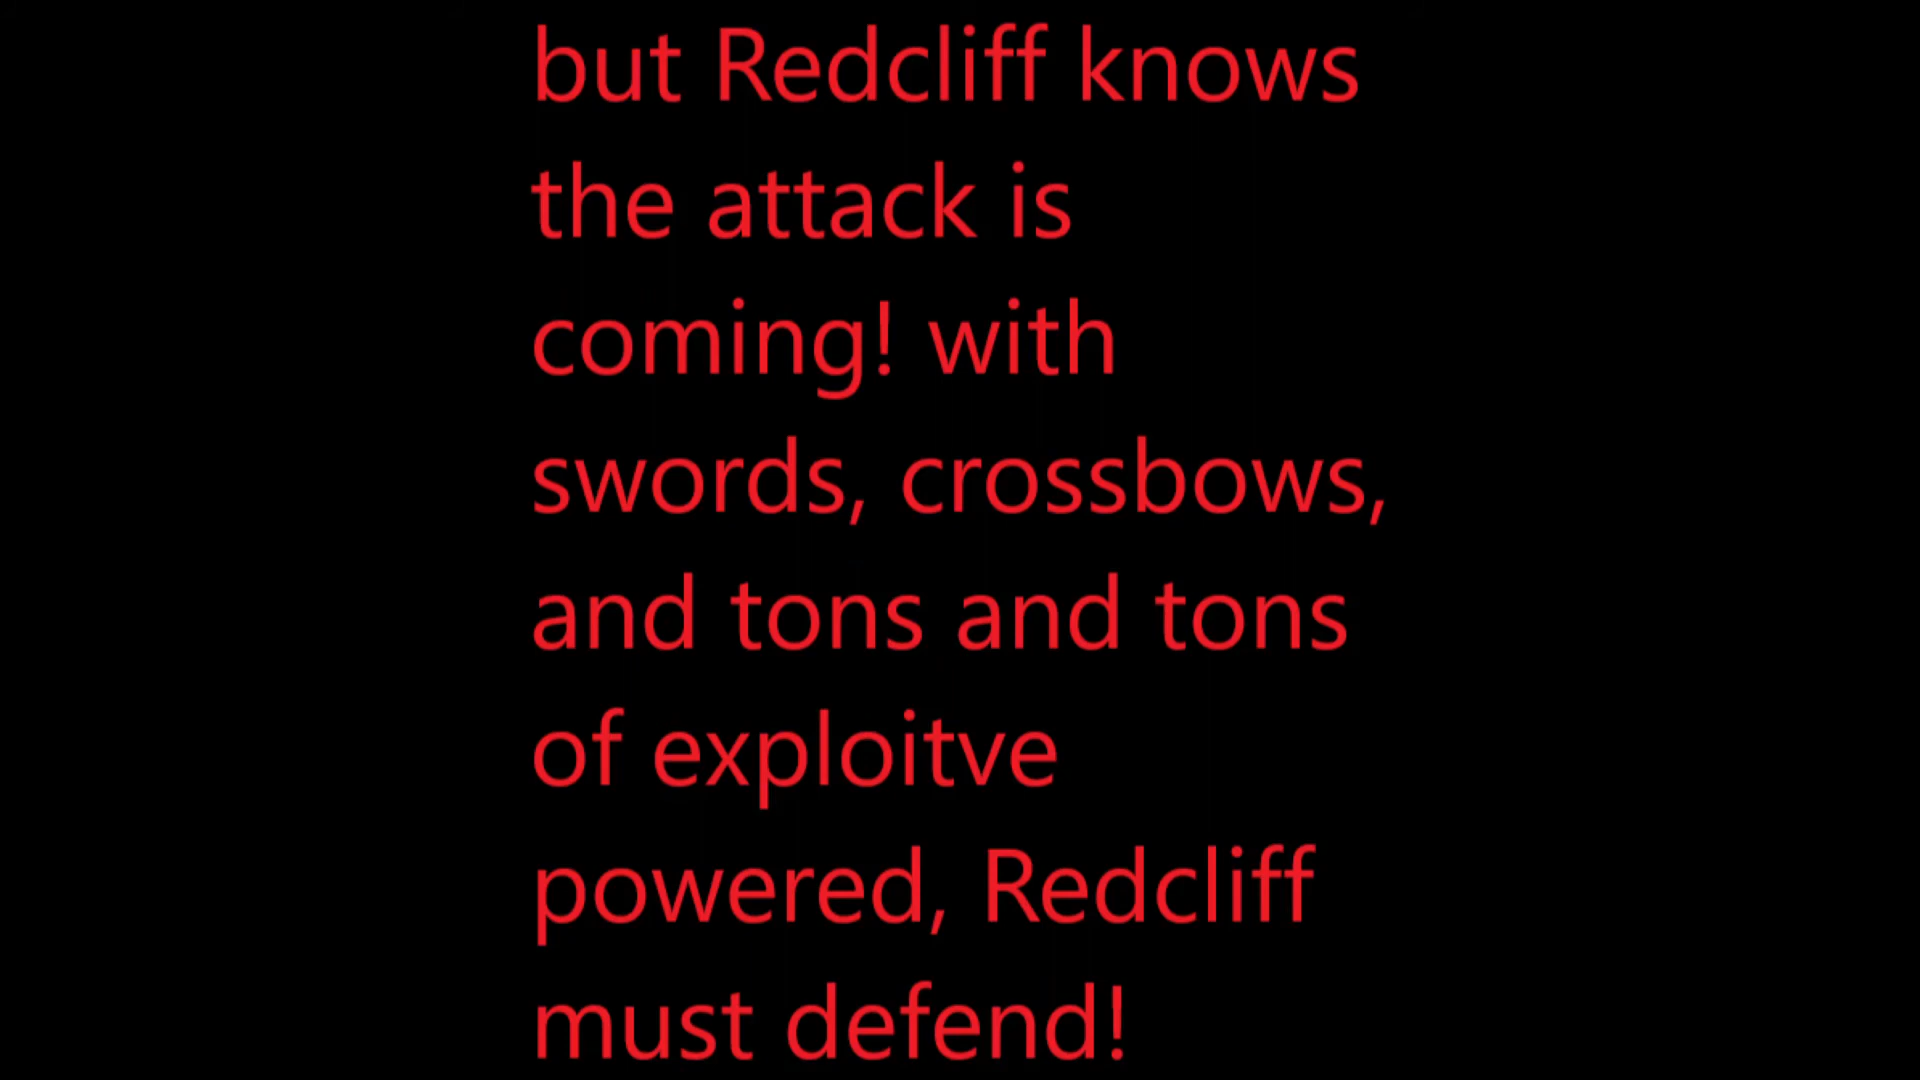 but Redcliff knows
the attack is
coming! with
swords, crossbows,
and tons and tons
of exploitve
powered, Redcliff
must defend!